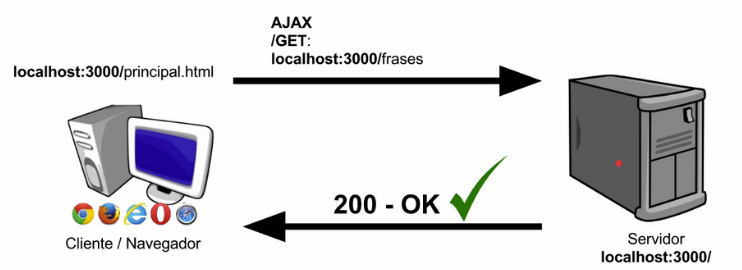 AJAX
/GET:
localhost:3000/frases
localhost:3000/principal.html
200 - OK
Cliente / Navegador
Servidor
localhost:3000/